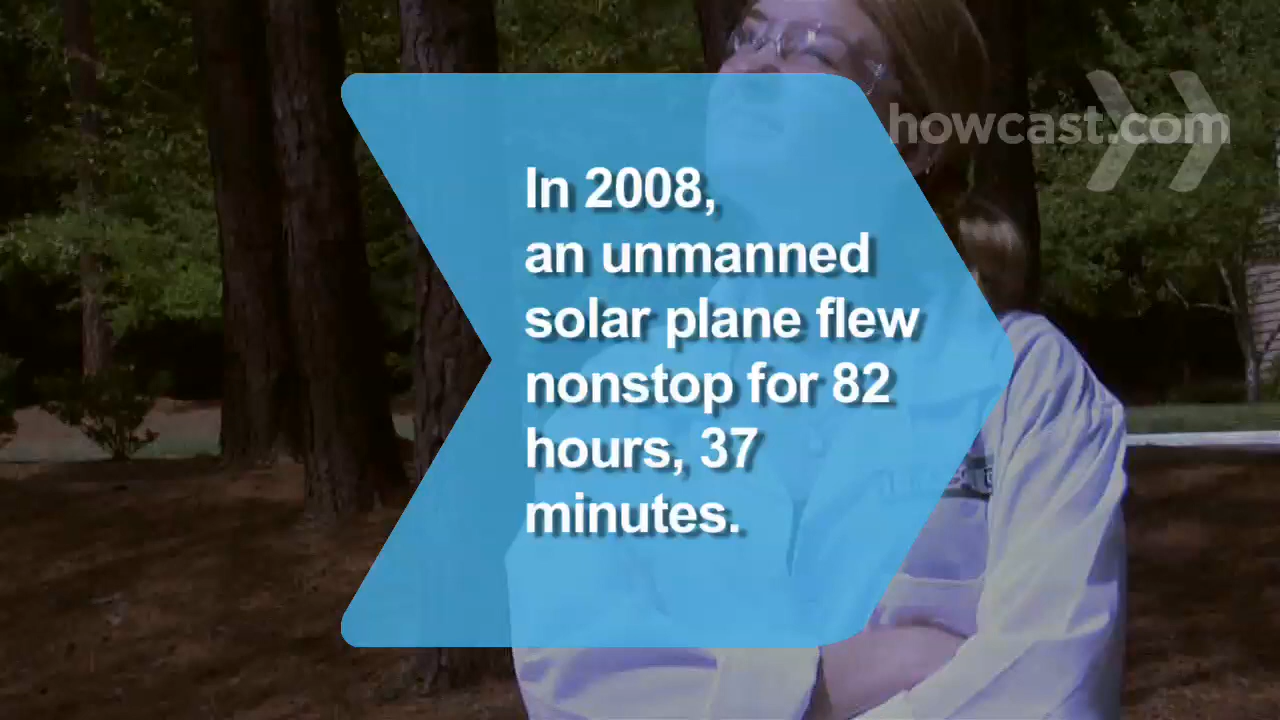 howcast.com
In 2008,
an unmanned
solar plane flew
nonstop for 82
hours, 37
minutes.